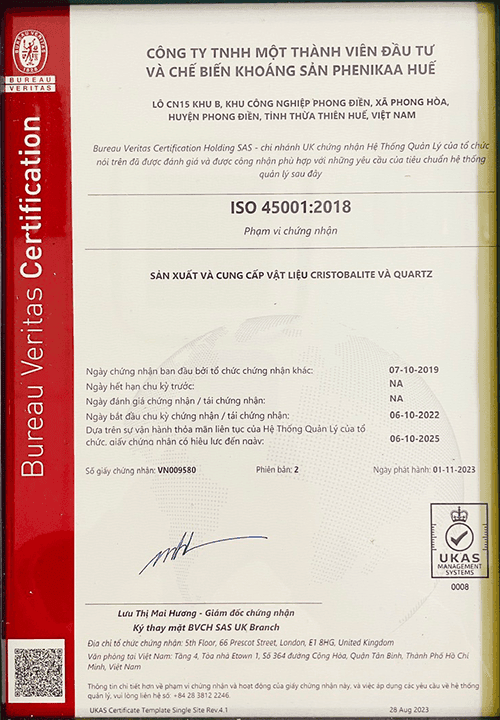 BUREAU VERITAS
1828
BUREAU
VERITAS
Bureau Veritas Certification
CÔNG TY TNHH MỘT THÀNH VIÊN ĐẦU TƯ
VÀ CHẾ BIẾN KHOÁNG SẢN PHENIKAA HUẾ
LÔ CN15 KHU B, KHU CÔNG NGHIỆP PHONG ĐIỀN, XÃ PHONG HÒA,
HUYỆN PHONG ĐIỀN, TỈNH THỪA THIÊN HUẾ, VIỆT NAM
Bureau Veritas Certification Holding SAS - chi nhánh UK chứng nhận Hệ Thống Quản Lý của tổ chức
nói trên đã được đánh giá và được công nhận phù hợp với những yêu cầu của tiêu chuẩn hệ thống
quản lý sau đây
ISO 45001:2018
Phạm vi chứng nhận
SẢN XUẤT VÀ CUNG CẤP VẬT LIỆU CRISTOBALITE VÀ QUARTZ
Ngày chứng nhận ban đầu bởi tổ chức chứng nhận khác: 07-10-2019
Ngày hết hạn chu kỳ trước: NA
Ngày đánh giá chứng nhận / tái chứng nhận: NA
Ngày bắt đầu chu kỳ chứng nhận / tái chứng nhận: 06-10-2022
Dựa trên sự vận hành thỏa mãn liên tục của Hệ Thống Quản Lý của tổ
chức, giấy chứng nhận có hiệu lực đến ngày: 06-10-2025
Số giấy chứng nhận: VN009580 Phiên bản: 2 Ngày phát hành: 01-11-2023
UKAS
MANAGEMENT
SYSTEMS
0008
Lưu Thị Mai Hương - Giám đốc chứng nhận
Ký thay mặt BVCH SAS UK Branch
Địa chỉ tổ chức chứng nhận: 5th Floor, 66 Prescot Street, London, E1 8HG, United Kingdom
Văn phòng tại Việt Nam: Tầng 4, Tòa nhà Etown 1, Số 364 đường Cộng Hòa, Quận Tân Bình, Thành Phố Hồ Chí
Minh, Việt Nam
Thông tin chi tiết hơn về phạm vi chứng nhận và hoạt động của giấy chứng nhận này, và việc áp dụng các yêu cầu về hệ thống
quản lý, vui lòng liên hệ số: +84 28 3812 2246.
UKAS Certificate Template Single Site Rev.4.1 28 Aug 2023